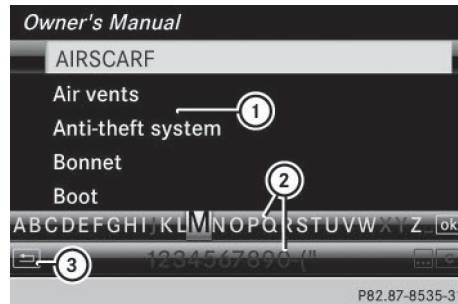 Owner's Manual
AIRSCARF
Air vents
Anti-theft system
1
Bonnet
2
Boot
ABCDEFGHIJKLMNOPQRSTUVWXYZ_ ok
3
1234567890-("
...
P82.87-8535-31